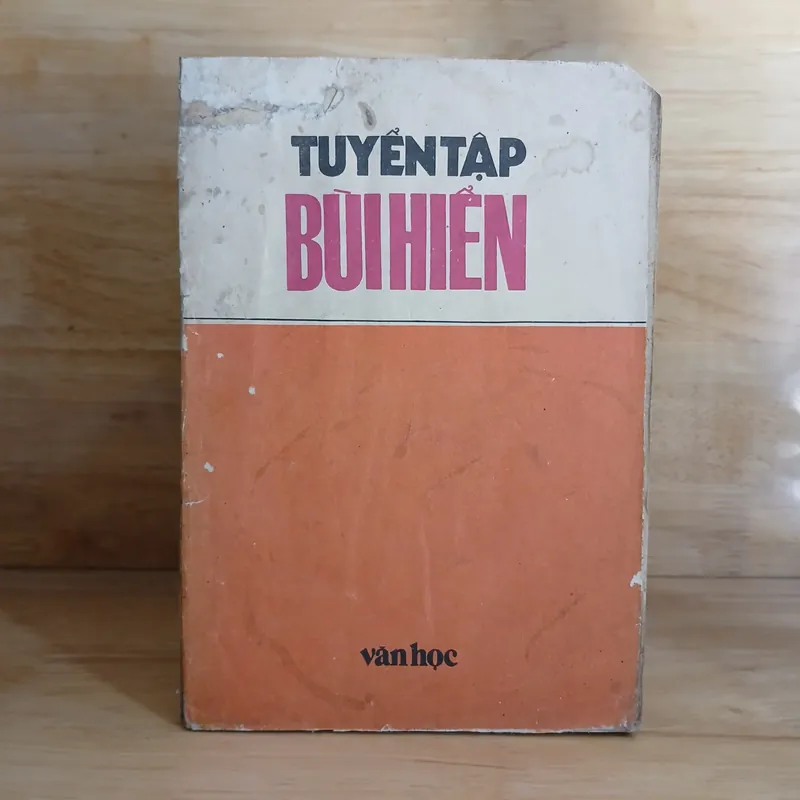 TUYỂN TẬP
BÙI HIỂN
văn học